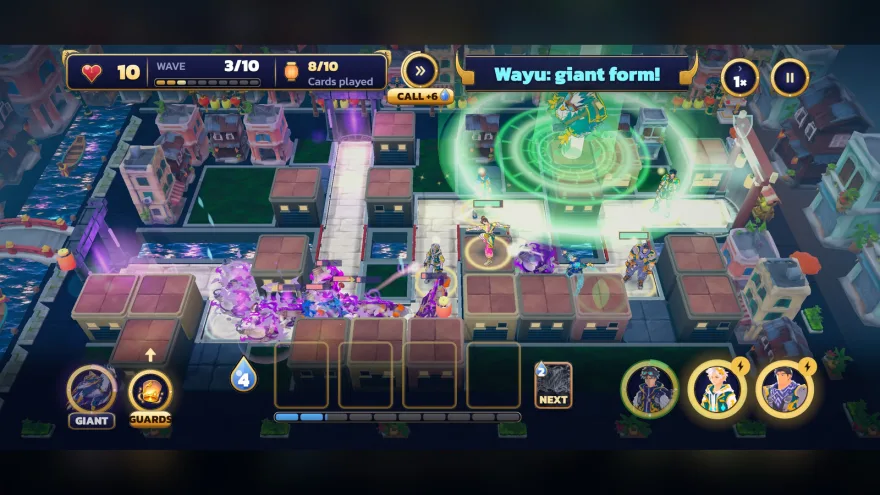 10
WAVE 3/10
8/10
Cards played
CALL +6
Wayu: giant form!
1x
4
2
NEXT
GIANT
GUARDS